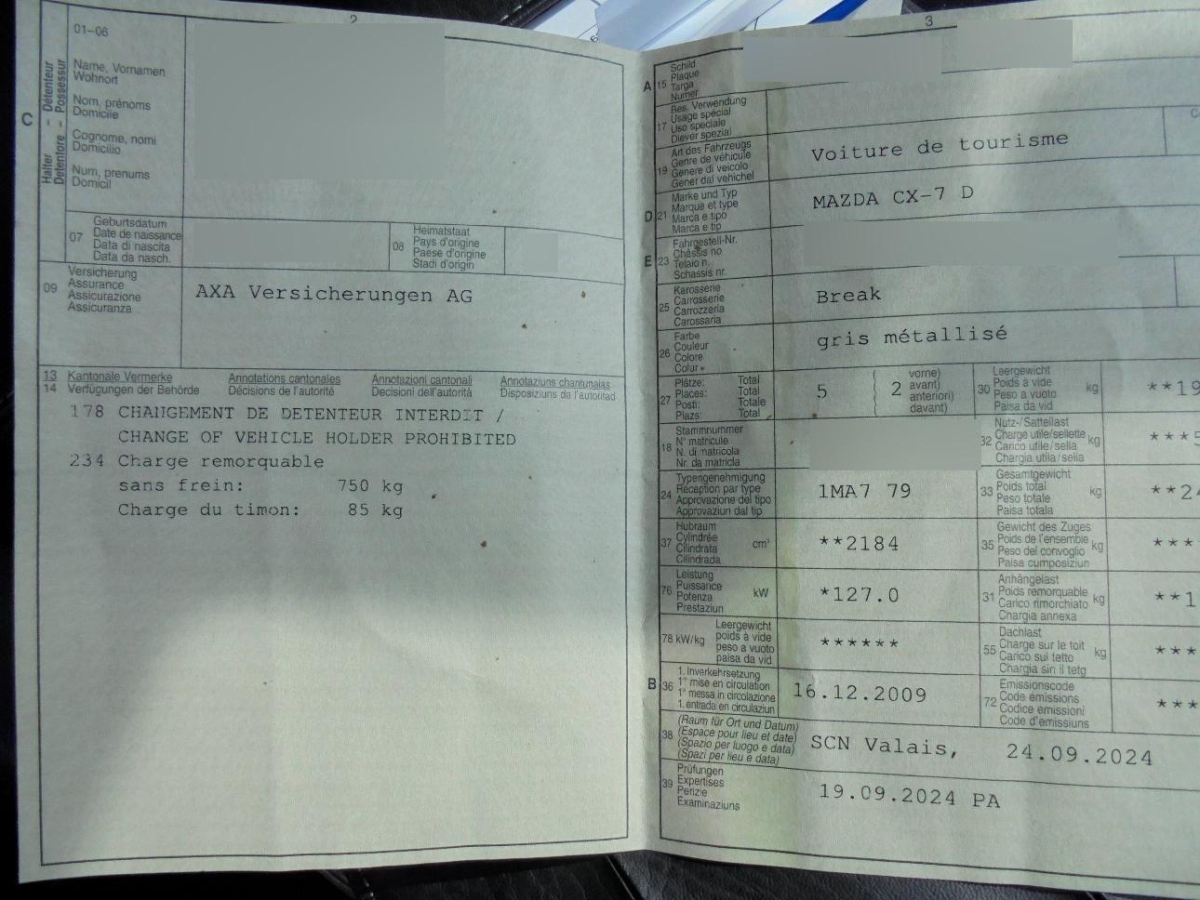 2
C
Halter - Détenteur
Detentore - Possessur
01-06
Name, Vornamen
Wohnort
Nom, prénoms
Domicile
Cognome, nomi
Domicilio
Num, prenums
Domicil
07
Geburtsdatum
Date de naissance
Data di nascita
Data da nasch.
08
Heimatstaat
Pays d'origine
Paese d'origine
Stadi d'origin
09
Versicherung
Assurance
Assicurazione
Assicuranza
AXA Versicherungen AG
13 Kantonale Vermerke Annotations cantonales Annotazioni cantonali Annotaziuns chantunalas
14 Verfügungen der Behörde Décisions de l'autorité Decisioni dell'autorità Disposiziuns da l'autoritad
178 CHANGEMENT DE DETENTEUR INTERDIT /
CHANGE OF VEHICLE HOLDER PROHIBITED
234 Charge remorquable
sans frein: 750 kg
Charge du timon: 85 kg
3
A 15
Schild
Plaque
Targa
Numer
17
Bes. Verwendung
Usage spécial
Uso speciale
Diever spezial
19
Art des Fahrzeugs
Genre de véhicule
Genere di veicolo
Gener dal vehichel
Voiture de tourisme
D 21
Marke und Typ
Marque et type
Marca e tipo
Marca e tip
MAZDA CX-7 D
E 23
Fahrgestell-Nr.
Châssis no
Telaio n.
Schassis nr.
25
Karosserie
Carrosserie
Carrozzeria
Carossaria
Break
26
Farbe
Couleur
Colore
Colur
gris métallisé
27
Plätze: Total
Places: Total
Posti: Totale
Plazs: Total
5
( 2
vorne)
avant)
anteriori)
davant)
30
Leergewicht
Poids à vide
Peso a vuoto
Paisa da vid
kg
**19
18
Stammnummer
N° matricule
N. di matricola
Nr. da matricla
32
Nutz-/Sattellast
Charge utile/sellette
Carico utile/sella
Chargia utila/sella
kg
***5
24
Typengenehmigung
Réception par type
Approvazione del tipo
Approvaziun dal tip
1MA7 79
33
Gesamtgewicht
Poids total
Peso totale
Paisa totala
kg
**24
37
Hubraum
Cylindrée
Cilindrata
Cilindrada
cm³
**2184
35
Gewicht des Zuges
Poids de l'ensemble
Peso del convoglio
Paisa cumposiziun
kg
***
76
Leistung
Puissance
Potenza
Prestaziun
kW
*127.0
31
Anhängelast
Poids remorquable
Carico rimorchiato
Chargia annexa
kg
**1
78 kW/kg
Leergewicht
poids à vide
peso a vuoto
paisa da vid
******
55
Dachlast
Charge sur le toit
Carico sul tetto
Chargia sin il tetg
kg
***
B 36
1. Inverkehrsetzung
1° mise en circulation
1° messa in circolazione
1. entrada en circulaziun
16.12.2009
72
Emissionscode
Code émissions
Codice emissioni
Code d'emissiuns
***
38
(Raum für Ort und Datum)
(Espace pour lieu et date)
(Spazio per luogo e data)
(Spazi per lieu e data)
SCN Valais, 24.09.2024
39
Prüfungen
Expertises
Perizie
Examinaziuns
19.09.2024 PA